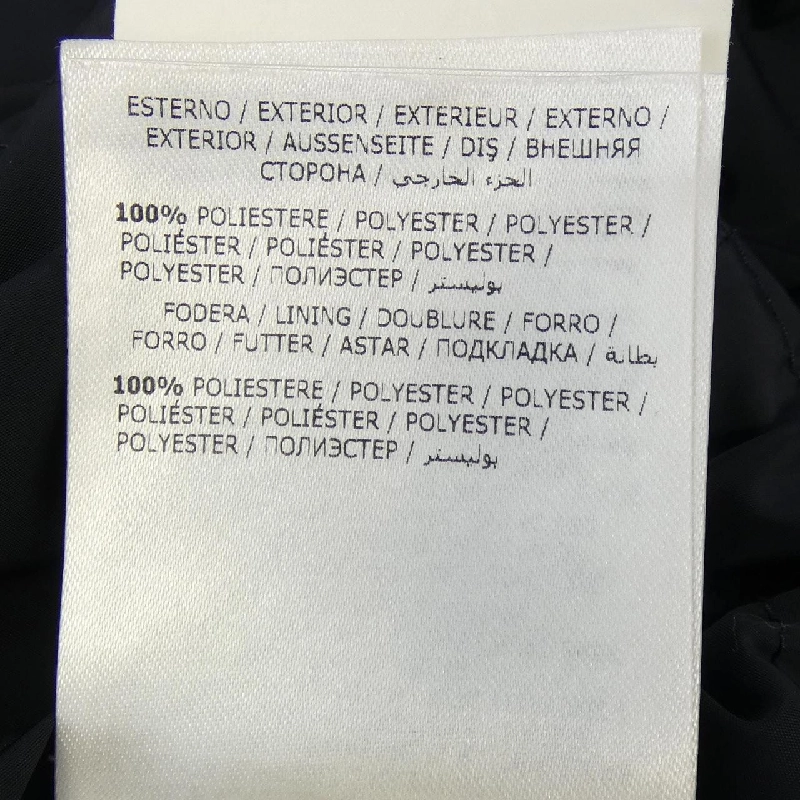 ESTERNO / EXTERIOR / EXTERIEUR / EXTERNO /
EXTERIOR / AUSSENSEITE / DIŞ / ВНЕШНЯЯ
СТОРОНА / الجزء الخارجي
100% POLIESTERE / POLYESTER / POLYESTER /
POLIÉSTER / POLIÉSTER / POLYESTER /
POLYESTER / ПОЛИЭСТЕР / بوليستر
FODERA / LINING / DOUBLURE / FORRO /
FORRO / FUTTER / ASTAR / ПОДКЛАДКА / بطانة
100% POLIESTERE / POLYESTER / POLYESTER /
POLIÉSTER / POLIÉSTER / POLYESTER /
POLYESTER / ПОЛИЭСТЕР / بوليستر